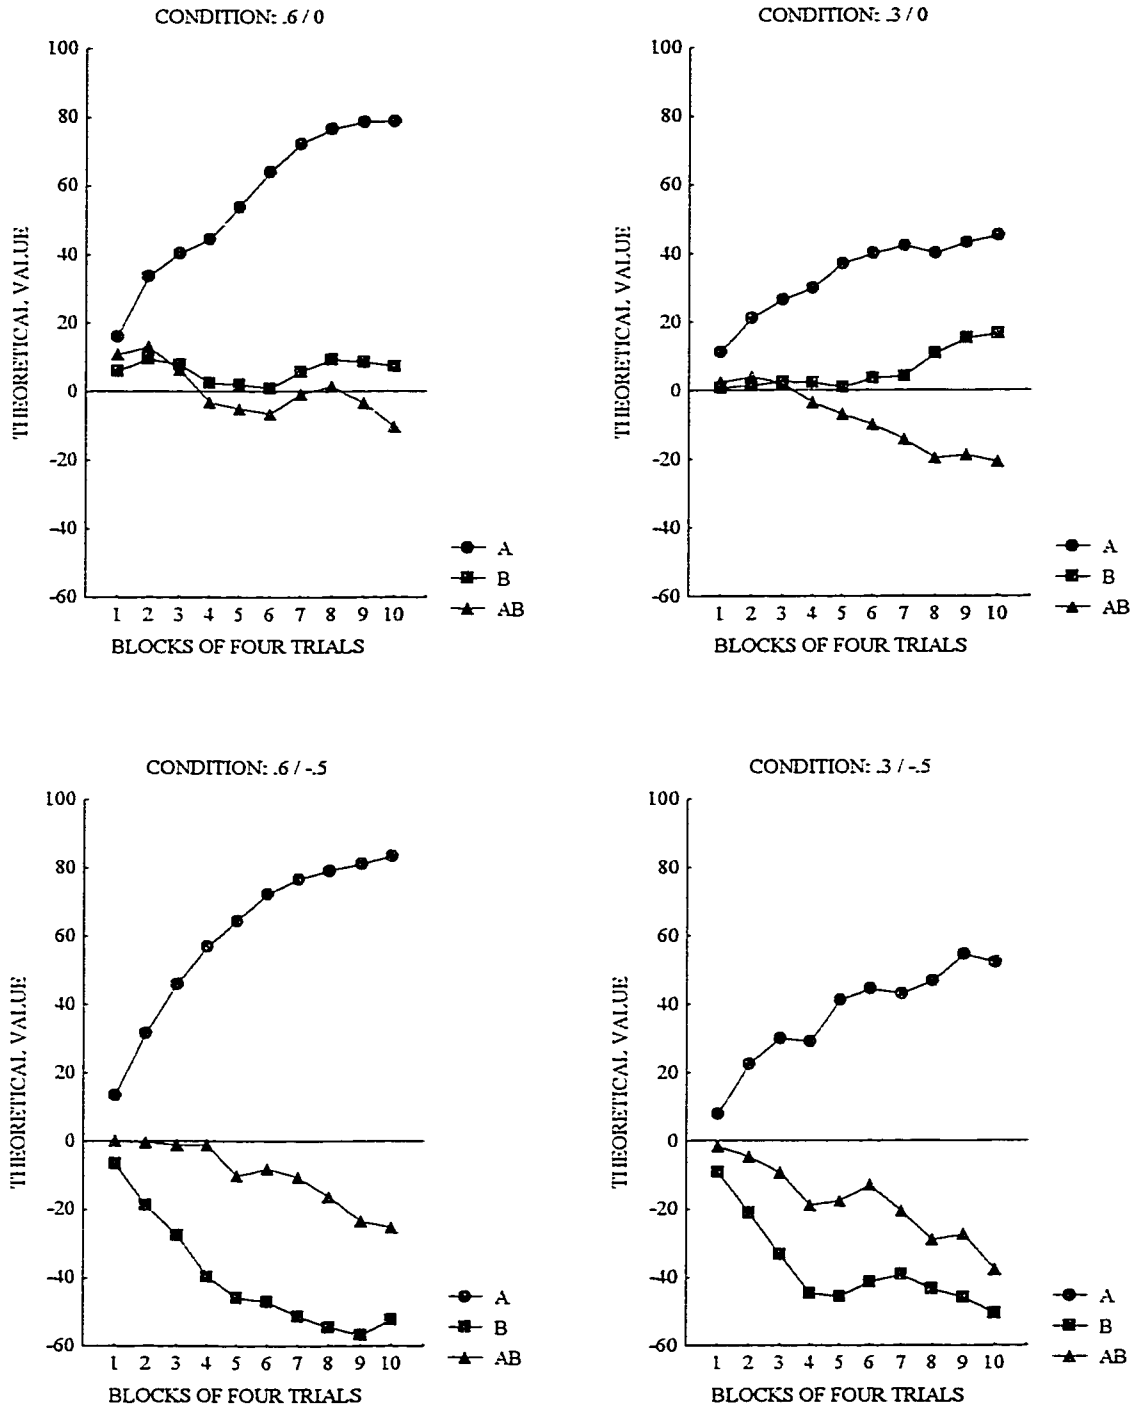 CONDITION: .6 / 0
100
80
60
40
20
0
-20
-40
-60
THEORETICAL VALUE
1 2 3 4 5 6 7 8 9 10
BLOCKS OF FOUR TRIALS
A
B
AB
CONDITION: .3 / 0
100
80
60
40
20
0
-20
-40
-60
THEORETICAL VALUE
1 2 3 4 5 6 7 8 9 10
BLOCKS OF FOUR TRIALS
A
B
AB
CONDITION: .6 / -.5
100
80
60
40
20
0
-20
-40
-60
THEORETICAL VALUE
1 2 3 4 5 6 7 8 9 10
BLOCKS OF FOUR TRIALS
A
B
AB
CONDITION: .3 / -.5
100
80
60
40
20
0
-20
-40
-60
THEORETICAL VALUE
1 2 3 4 5 6 7 8 9 10
BLOCKS OF FOUR TRIALS
A
B
AB